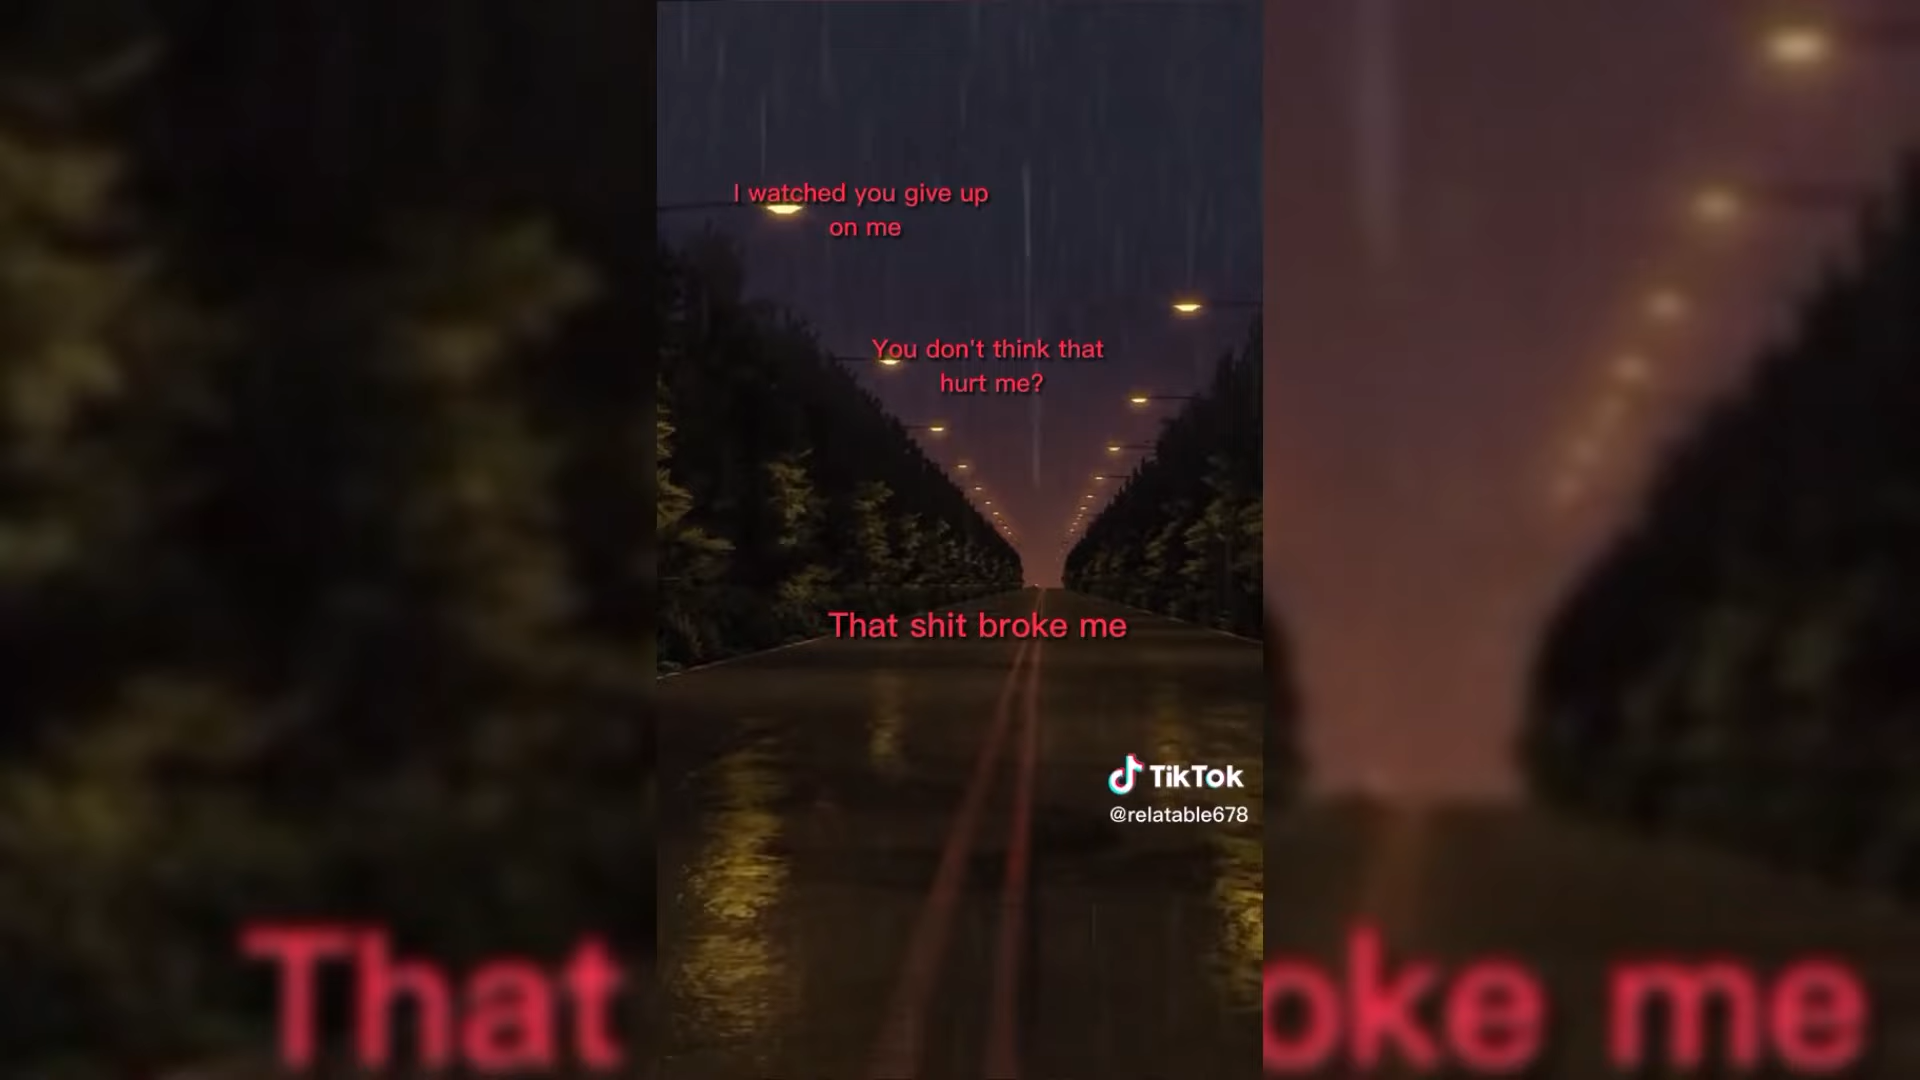 I watched you give up
on me
You don't think that
hurt me?
That shit broke me
TikTok
@relatable678
That
oke me